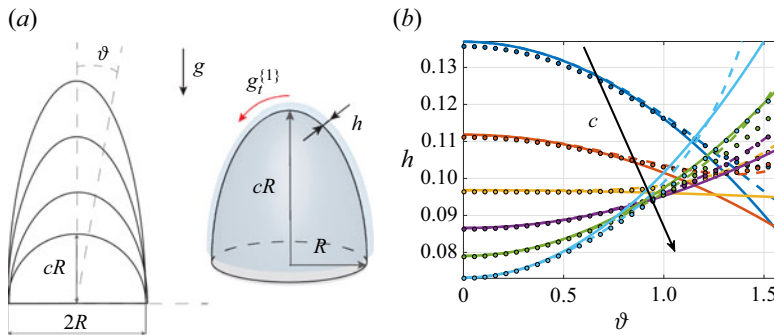 (a)
ϑ
g
g_t^{1}
h
cR
R
cR
2R
(b)
0.13
0.12
0.11
h
0.10
0.09
0.08
c
0
0.5
1.0
1.5
ϑ